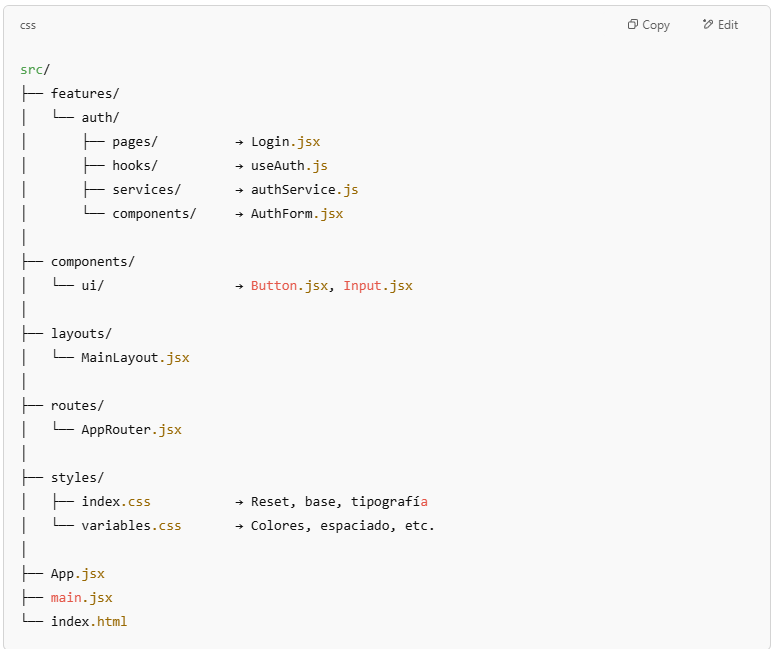 css Copy Edit
src/
├── features/
│   └── auth/
│       ├── pages/          → Login.jsx
│       ├── hooks/          → useAuth.js
│       ├── services/       → authService.js
│       └── components/     → AuthForm.jsx
│
├── components/
│   └── ui/                 → Button.jsx, Input.jsx
│
├── layouts/
│   └── MainLayout.jsx
│
├── routes/
│   └── AppRouter.jsx
│
├── styles/
│   ├── index.css           → Reset, base, tipografía
│   └── variables.css       → Colores, espaciado, etc.
│
├── App.jsx
├── main.jsx
└── index.html